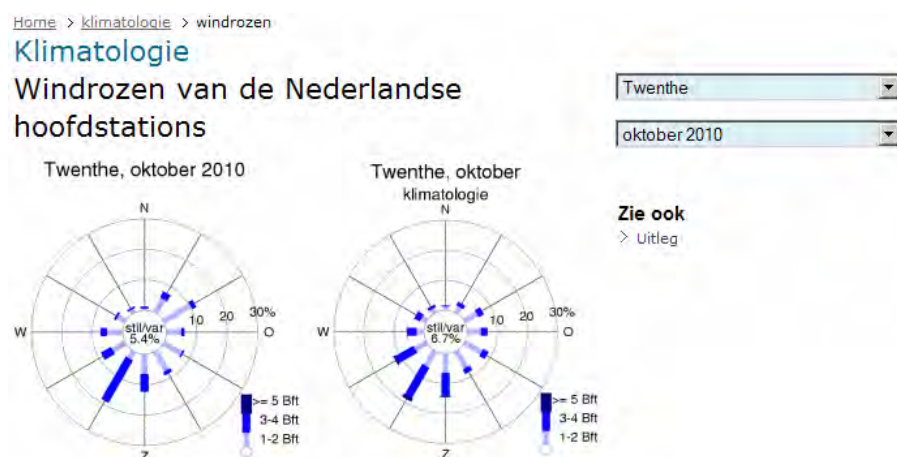 Home > klimatologie > windrozen
Klimatologie
Windrozen van de Nederlandse
hoofdstations
Twenthe
oktober 2010
Zie ook
> Uitleg
Twenthe, oktober 2010
N
W
O
Z
10 20 30%
stil/var
5.4%
>= 5 Bft
3-4 Bft
1-2 Bft
Twenthe, oktober
klimatologie
N
W
O
Z
10 20 30%
stil/var
6.7%
>= 5 Bft
3-4 Bft
1-2 Bft